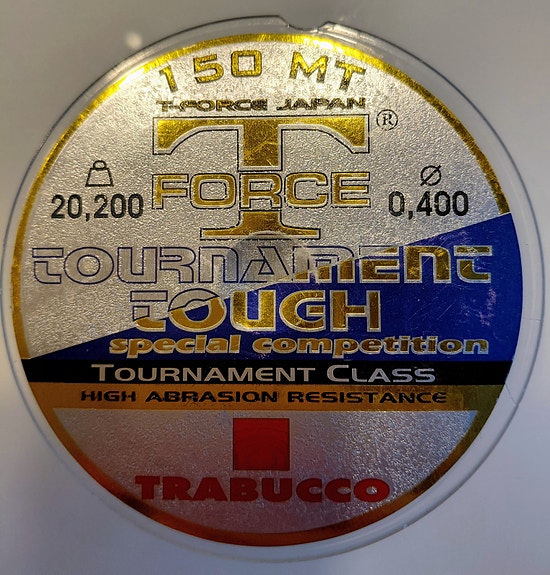 150 MT
T-FORCE JAPAN
T ®
FORCE
20,200
0,400
TOURNAMENT
TOUGH
special competition
TOURNAMENT CLASS
HIGH ABRASION RESISTANCE
TRABUCCO